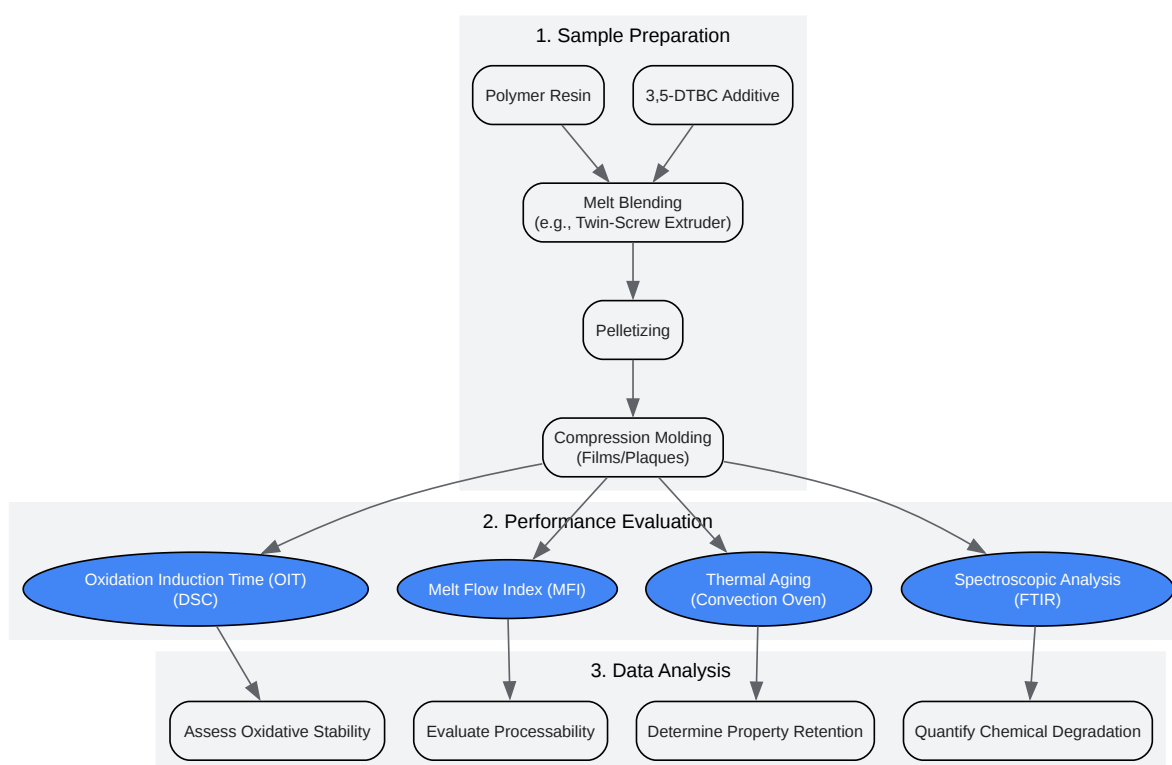 1. Sample Preparation
Polymer Resin
3,5-DTBC Additive
Melt Blending
(e.g., Twin-Screw Extruder)
Pelletizing
Compression Molding
(Films/Plaques)
2. Performance Evaluation
Oxidation Induction Time (OIT)
(DSC)
Melt Flow Index (MFI)
Thermal Aging
(Convection Oven)
Spectroscopic Analysis
(FTIR)
3. Data Analysis
Assess Oxidative Stability
Evaluate Processability
Determine Property Retention
Quantify Chemical Degradation